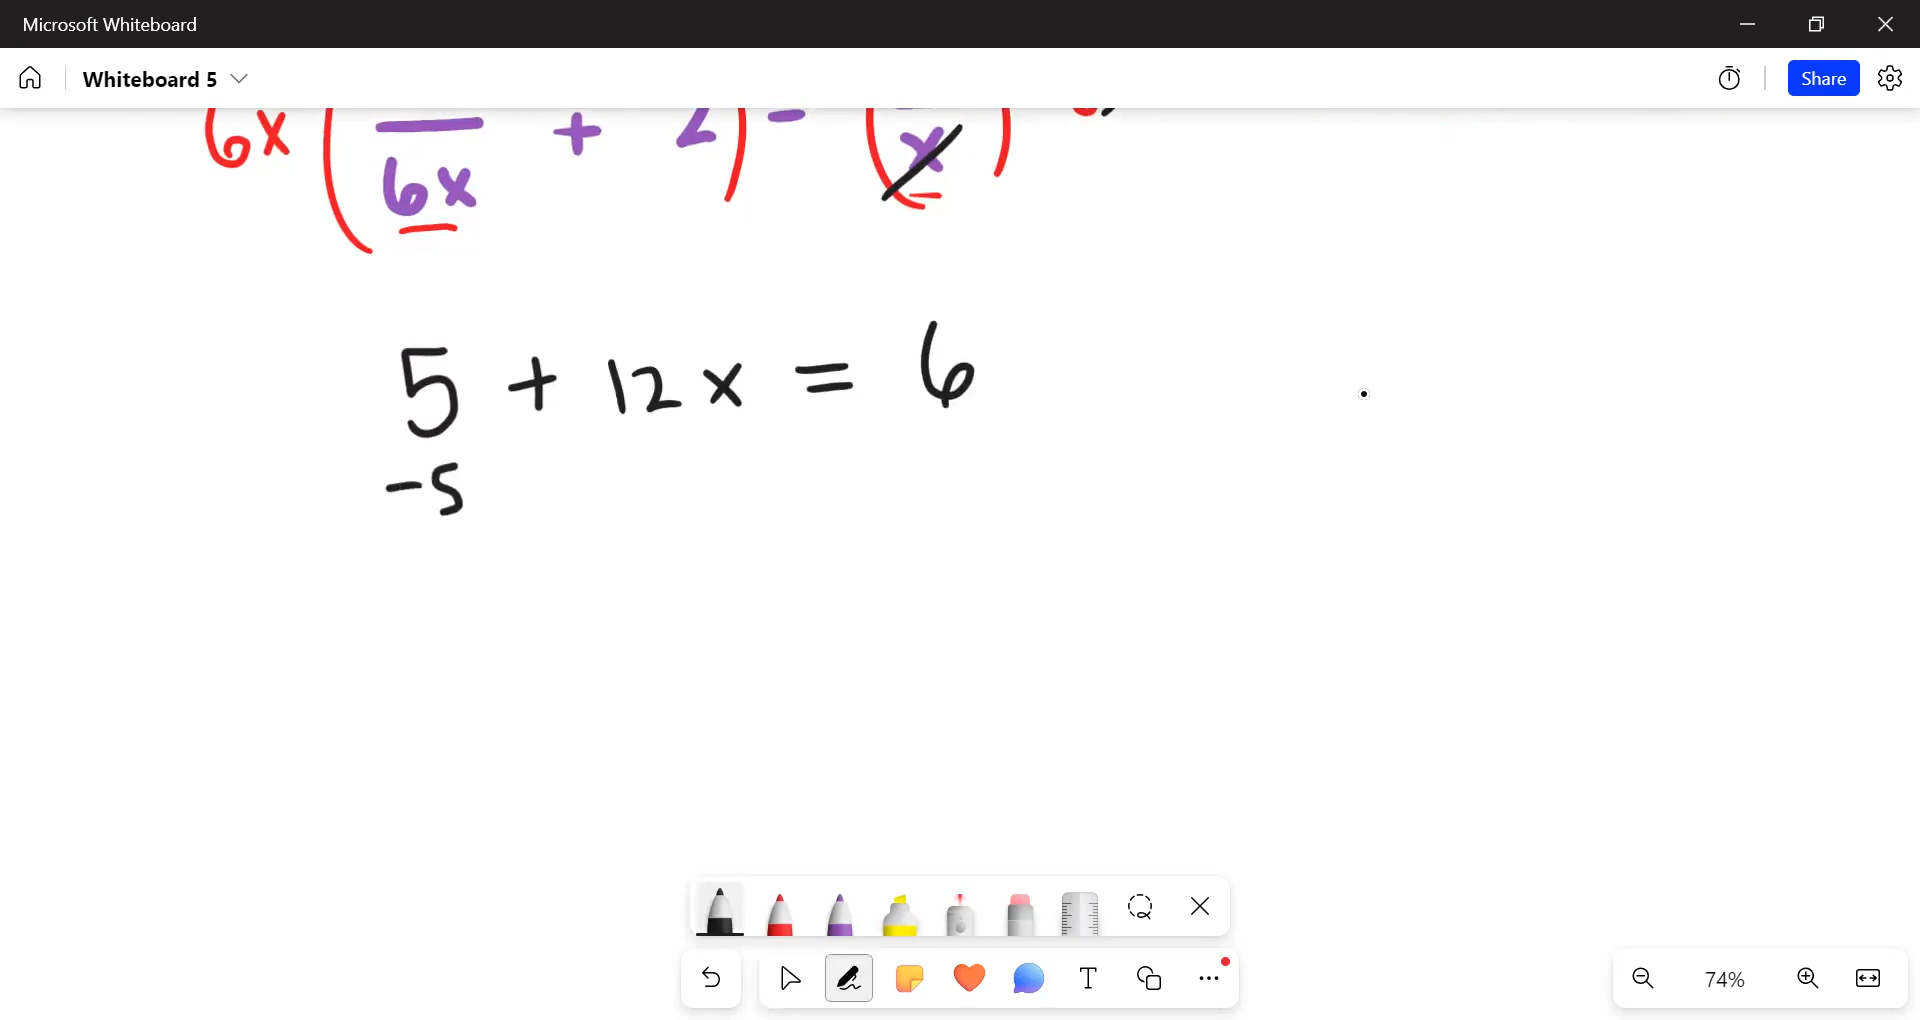 Microsoft Whiteboard
Whiteboard 5
Share
6x ( + 2 ) = ( ) 
6x x
5 + 12x = 6
-5
74%